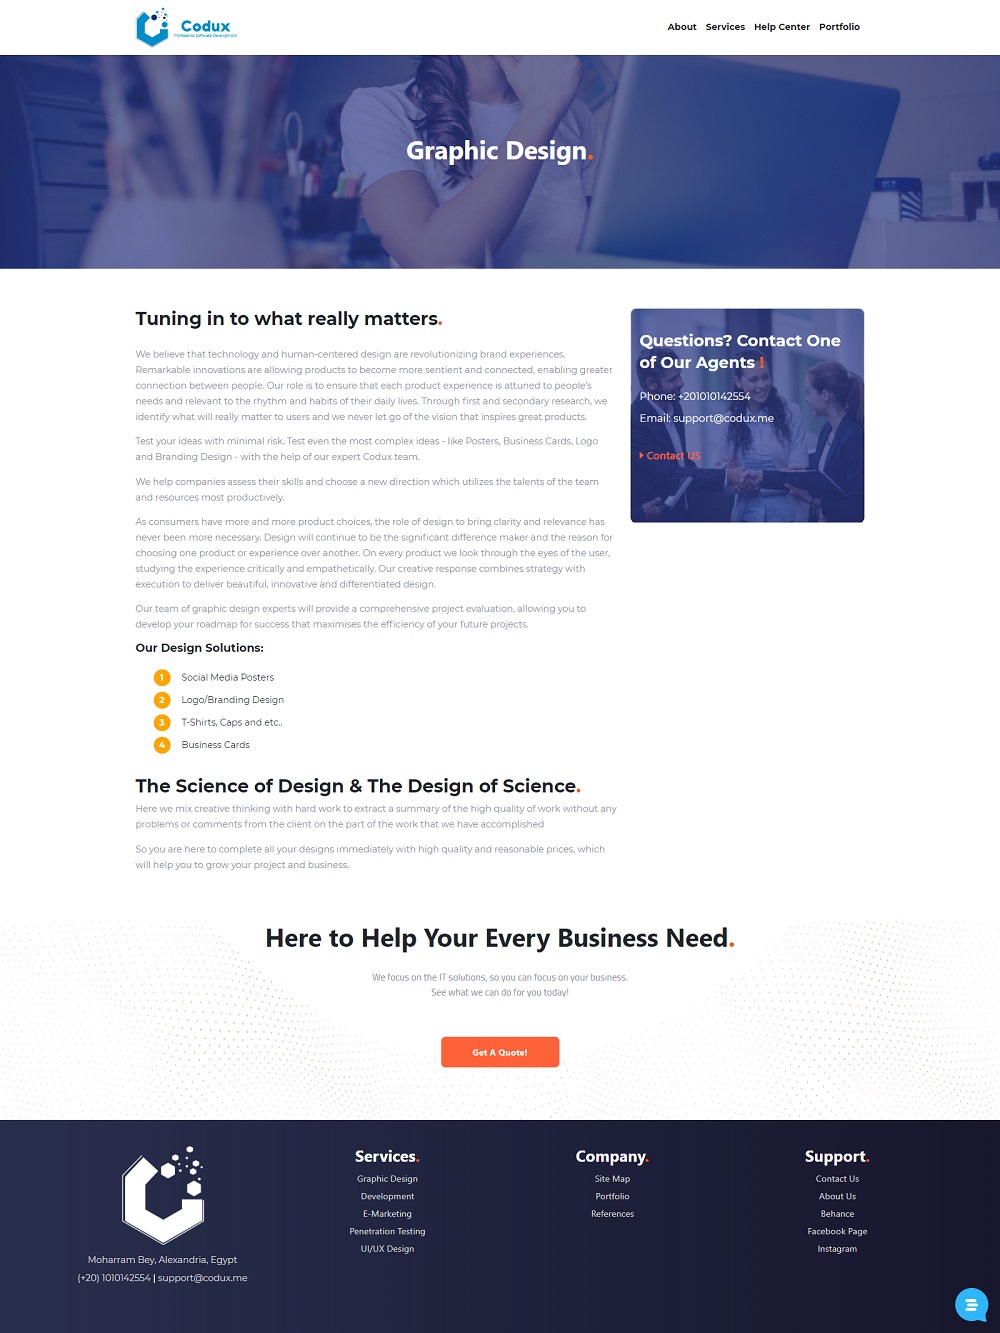 Codux
Professional Software Development
About Services Help Center Portfolio
Graphic Design.
Tuning in to what really matters.
We believe that technology and human-centered design are revolutionizing brand experiences.
Remarkable innovations are allowing products to become more sentient and connected, enabling greater
connection between people. Our role is to ensure that each product experience is attuned to people's
needs and relevant to the rhythm and habits of their daily lives. Through first and secondary research, we
identify what will really matter to users and we never let go of the vision that inspires great products.
Test your ideas with minimal risk. Test even the most complex ideas - like Posters, Business Cards, Logo
and Branding Design - with the help of our expert Codux team.
We help companies assess their skills and choose a new direction which utilizes the talents of the team
and resources most productively.
As consumers have more and more product choices, the role of design to bring clarity and relevance has
never been more necessary. Design will continue to be the significant difference maker and the reason for
choosing one product or experience over another. On every product we look through the eyes of the user,
studying the experience critically and empathetically. Our creative response combines strategy with
execution to deliver beautiful, innovative and differentiated design.
Our team of graphic design experts will provide a comprehensive project evaluation, allowing you to
develop your roadmap for success that maximises the efficiency of your future projects.
Our Design Solutions:
1 Social Media Posters
2 Logo/Branding Design
3 T-Shirts, Caps and etc..
4 Business Cards
The Science of Design & The Design of Science.
Here we mix creative thinking with hard work to extract a summary of the high quality of work without any
problems or comments from the client on the part of the work that we have accomplished
So you are here to complete all your designs immediately with high quality and reasonable prices, which
will help you to grow your project and business.
Questions? Contact One
of Our Agents !
Phone: +201010142554
Email: support@codux.me
Contact US
Here to Help Your Every Business Need.
We focus on the IT solutions, so you can focus on your business.
See what we can do for you today!
Get A Quote!
Moharram Bey, Alexandria, Egypt
(+20) 1010142554 | support@codux.me
Services.
Graphic Design
Development
E-Marketing
Penetration Testing
UI/UX Design
Company.
Site Map
Portfolio
References
Support.
Contact Us
About Us
Behance
Facebook Page
Instagram